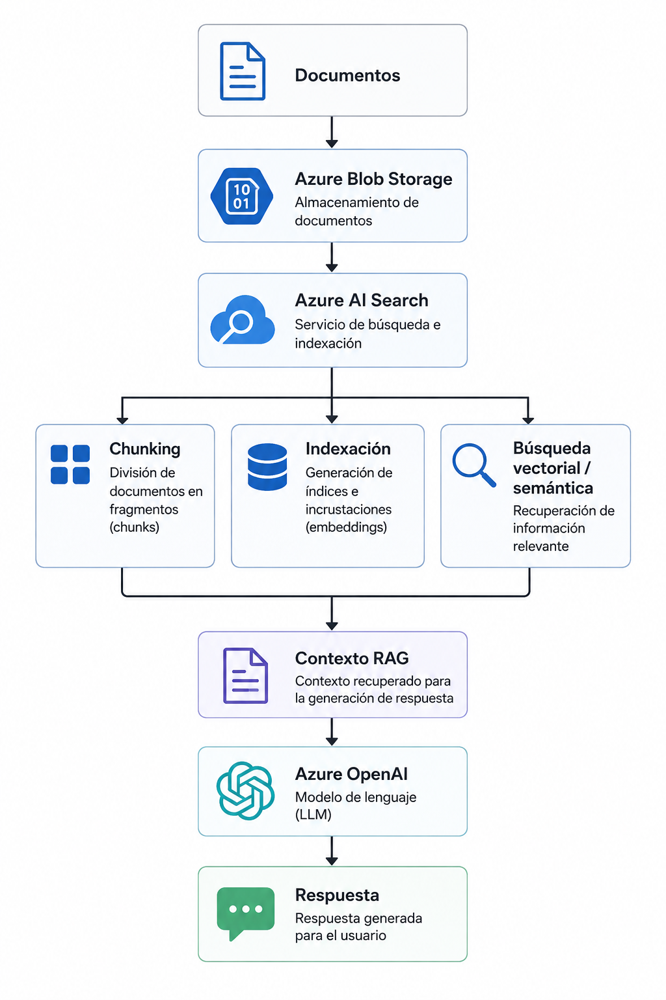 Documentos
10
01
Azure Blob Storage
Almacenamiento de
documentos
Azure AI Search
Servicio de búsqueda e
indexación
Chunking
División de
documentos en
fragmentos
(chunks)
Indexación
Generación de
índices e
incrustaciones
(embeddings)
Búsqueda
vectorial /
semántica
Recuperación de
información
relevante
Contexto RAG
Contexto recuperado para
la generación de respuesta
Azure OpenAI
Modelo de lenguaje
(LLM)
Respuesta
Respuesta generada
para el usuario